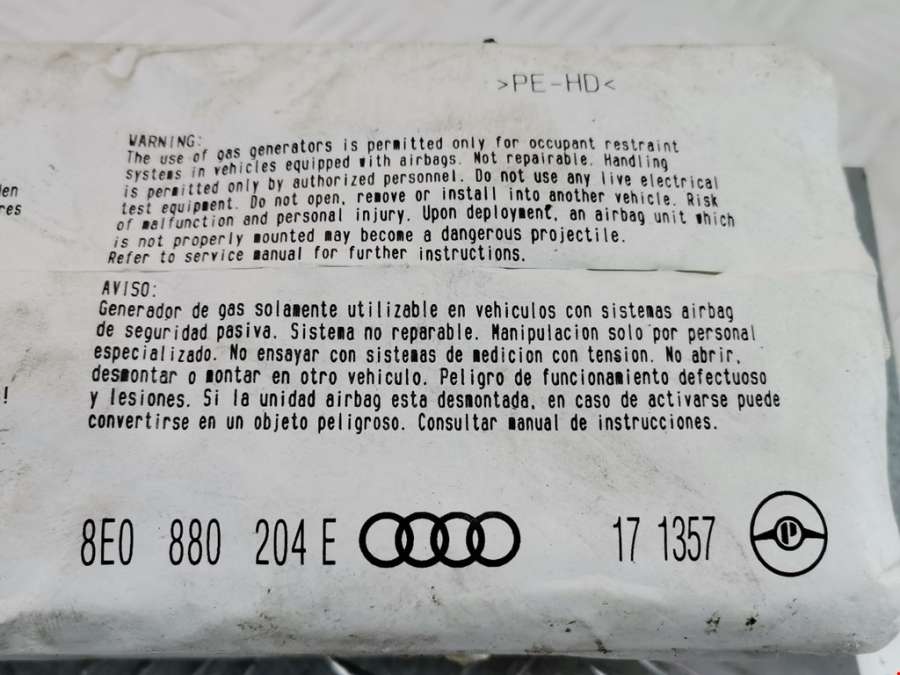 >PE-HD<
WARNING:
The use of gas generators is permitted only for occupant restraint
systems in vehicles equipped with airbags. Not repairable. Handling
is permitted only by authorized personnel. Do not use any live electrical
test equipment. Do not open, remove or install into another vehicle. Risk
of malfunction and personal injury. Upon deployment, an airbag unit which
is not properly mounted may become a dangerous projectile.
Refer to service manual for further instructions.
AVISO:
Generador de gas solamente utilizable en vehiculos con sistemas airbag
de seguridad pasiva. Sistema no reparable. Manipulacion solo por personal
especializado. No ensayar con sistemas de medicion con tension. No abrir,
desmontar o montar en otro vehiculo. Peligro de funcionamiento defectuoso
y lesiones. Si la unidad airbag esta desmontada, en caso de activarse puede
convertirse en un objeto peligroso. Consultar manual de instrucciones.
8E0 880 204 E 17 1357 P